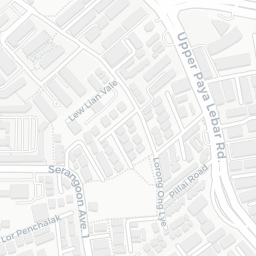 Upper Paya Lebar Rd
Lew Lian Vale
Lorong Ong Lye
Pillai Road
Serangoon Ave 1
Lor Penchalak